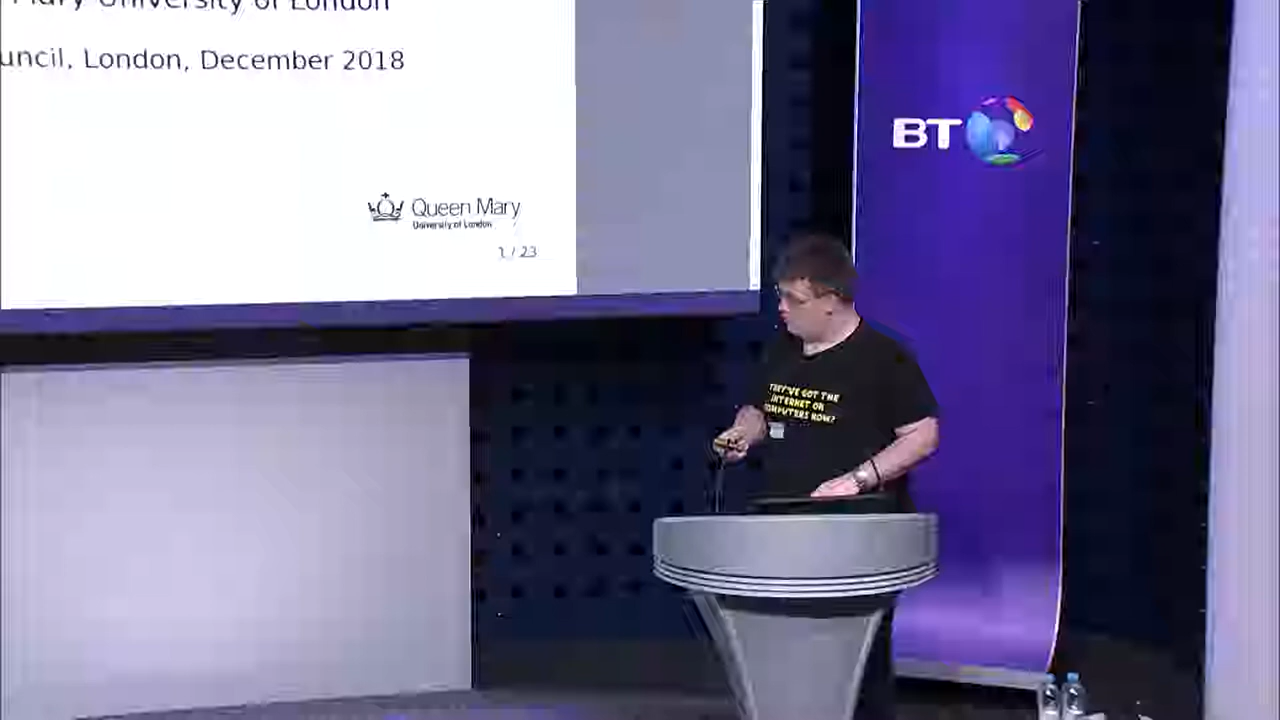 Mary University of London
uncil, London, December 2018
Queen Mary
University of London
1 / 23
BT
THEY'VE GOT THE
INTERNET ON
COMPUTERS NOW?